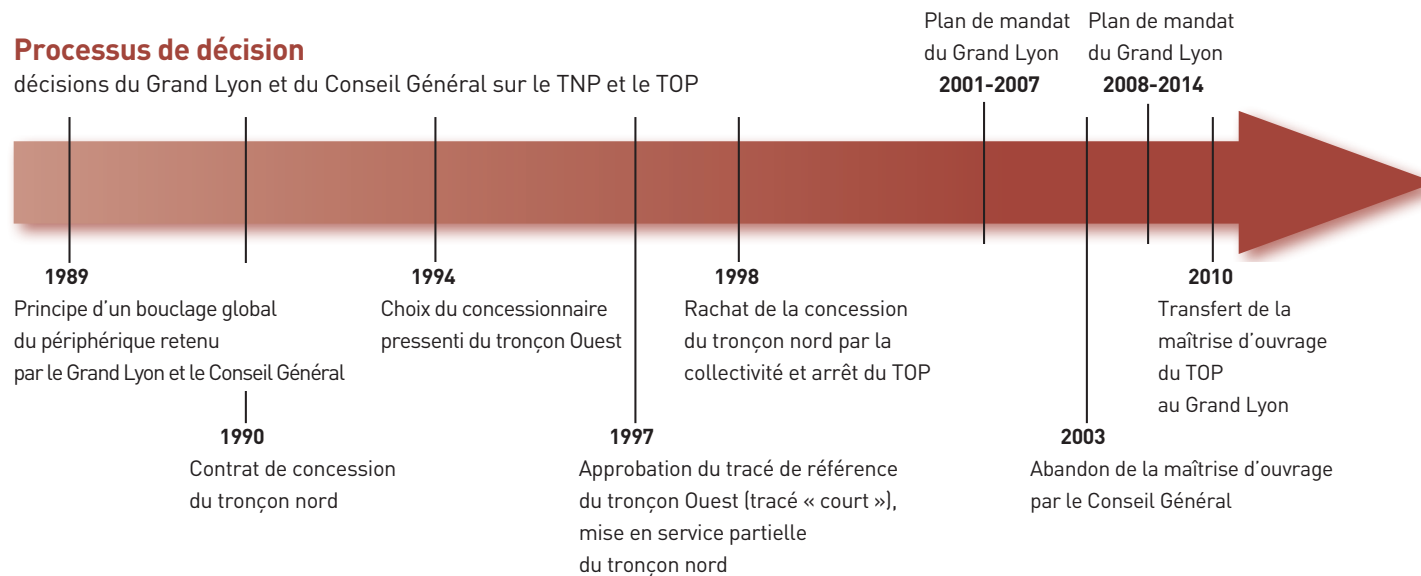 Processus de décision
décisions du Grand Lyon et du Conseil Général sur le TNP et le TOP
Plan de mandat
du Grand Lyon
2001-2007
Plan de mandat
du Grand Lyon
2008-2014
1989
Principe d’un bouclage global
du périphérique retenu
par le Grand Lyon et le Conseil Général
1990
Contrat de concession
du tronçon nord
1994
Choix du concessionnaire
pressenti du tronçon Ouest
1997
Approbation du tracé de référence
du tronçon Ouest (tracé « court »),
mise en service partielle
du tronçon nord
1998
Rachat de la concession
du tronçon nord par la
collectivité et arrêt du TOP
2003
Abandon de la maîtrise d’ouvrage
par le Conseil Général
2010
Transfert de la
maîtrise d’ouvrage
du TOP
au Grand Lyon